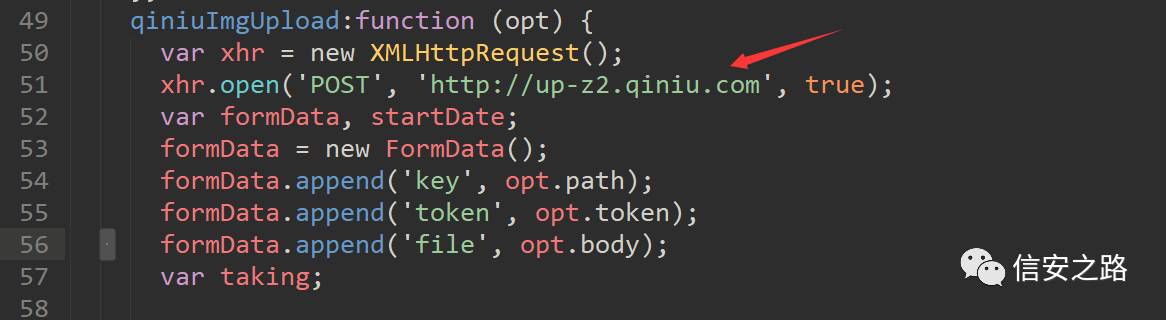 49 qiniuImgUpload:function (opt) {
50 var xhr = new XMLHttpRequest();
51 xhr.open('POST', 'http://up-z2.qiniu.com', true);
52 var formData, startDate;
53 formData = new FormData();
54 formData.append('key', opt.path);
55 formData.append('token', opt.token);
56 formData.append('file', opt.body);
57 var taking;
58
信安之路